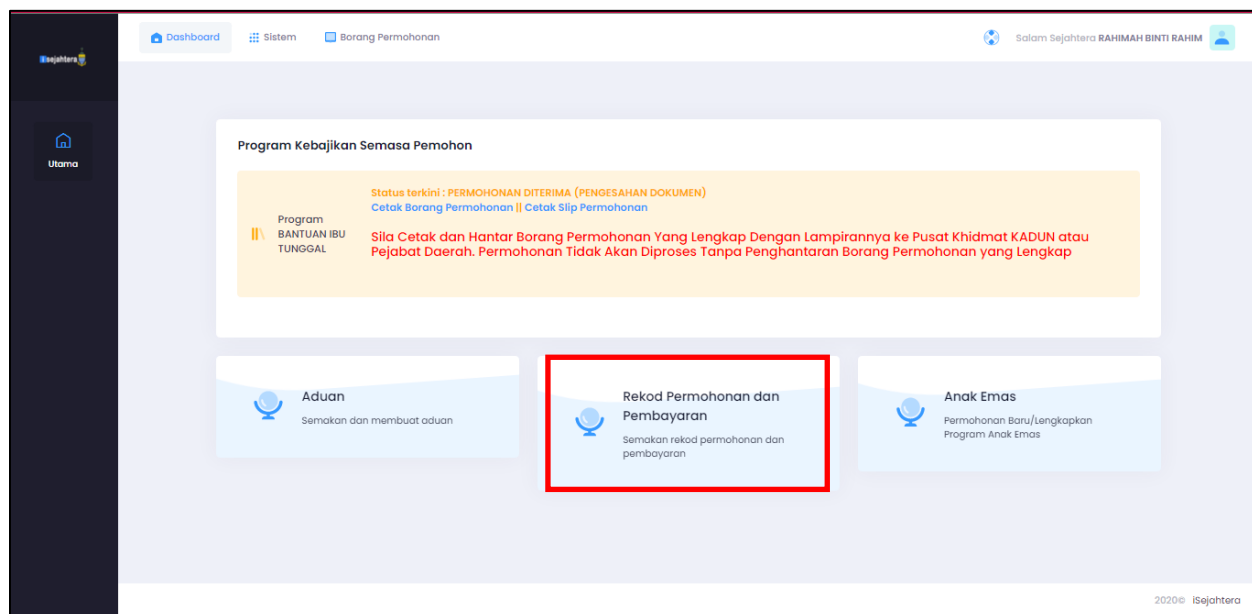 isejahtera
Dashboard
Sistem
Borang Permohonan
Salam Sejahtera RAHIMAH BINTI RAHIM
Utama
Program Kebajikan Semasa Pemohon
Program
BANTUAN IBU
TUNGGAL
Status terkini : PERMOHONAN DITERIMA (PENGESAHAN DOKUMEN)
Cetak Borang Permohonan || Cetak Slip Permohonan
Sila Cetak dan Hantar Borang Permohonan Yang Lengkap Dengan Lampirannya ke Pusat Khidmat KADUN atau
Pejabat Daerah. Permohonan Tidak Akan Diproses Tanpa Penghantaran Borang Permohonan yang Lengkap
Aduan
Semakan dan membuat aduan
Rekod Permohonan dan
Pembayaran
Semakan rekod permohonan dan
pembayaran
Anak Emas
Permohonan Baru/Lengkapkan
Program Anak Emas
2020© iSejahtera